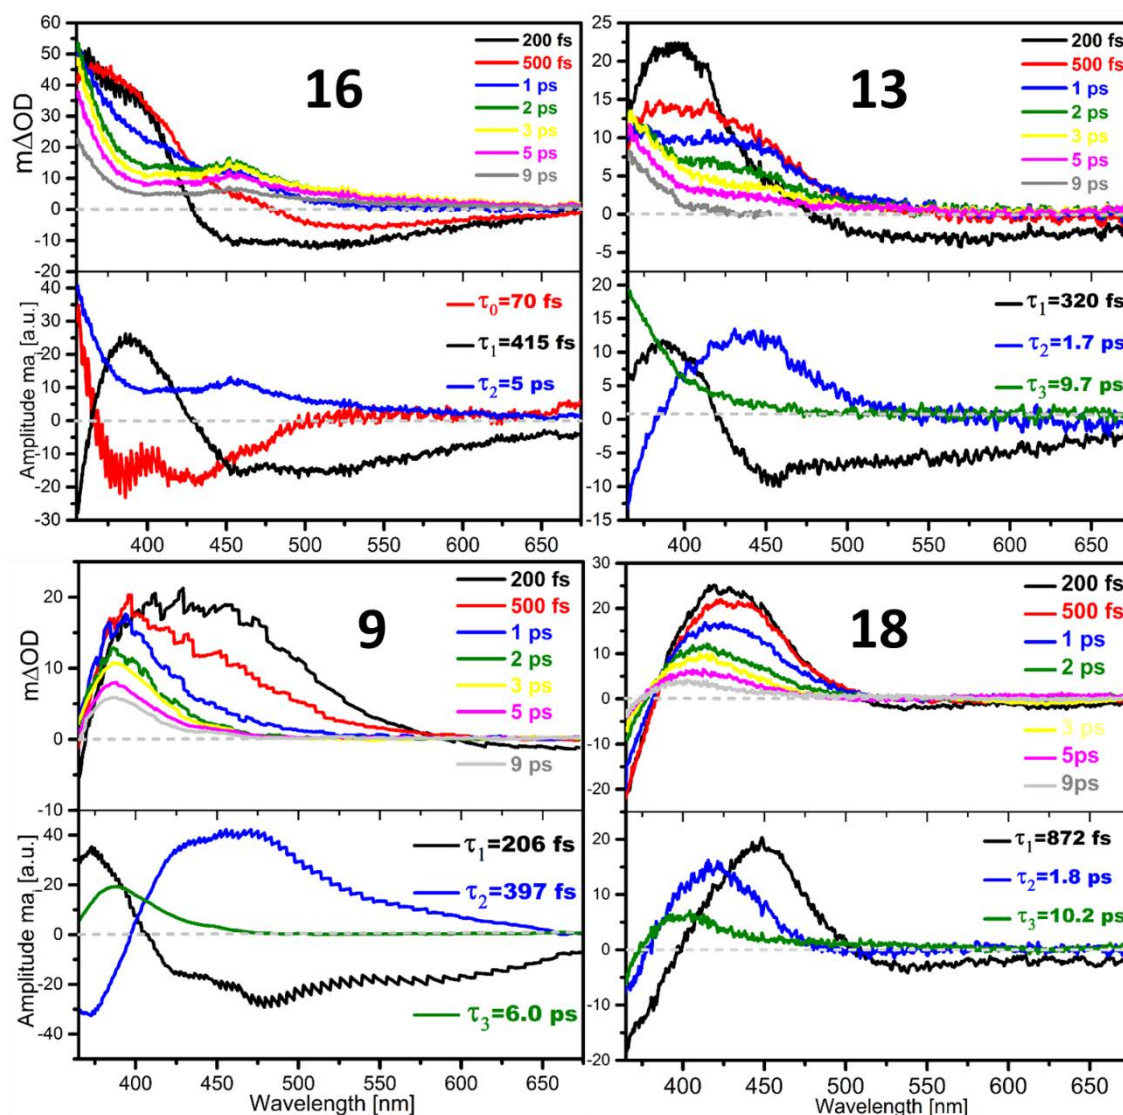 16
mΔOD
60
50
40
30
20
10
0
-10
-20
200 fs
500 fs
1 ps
2 ps
3 ps
5 ps
9 ps
Amplitude ma_i [a.u.]
40
30
20
10
0
-10
-20
-30
τ0=70 fs
τ1=415 fs
τ2=5 ps
400 450 500 550 600 650
13
25
20
15
10
5
0
-5
200 fs
500 fs
1 ps
2 ps
3 ps
5 ps
9 ps
20
15
10
5
0
-5
-10
-15
τ1=320 fs
τ2=1.7 ps
τ3=9.7 ps
400 450 500 550 600 650
9
mΔOD
20
10
0
-10
200 fs
500 fs
1 ps
2 ps
3 ps
5 ps
9 ps
Amplitude ma_i [a.u.]
40
20
0
-20
-40
τ1=206 fs
τ2=397 fs
τ3=6.0 ps
400 450 500 550 600 650
Wavelength [nm]
18
30
20
10
0
-10
-20
200 fs
500 fs
1 ps
2 ps
3 ps
5ps
9ps
20
10
0
-10
-20
τ1=872 fs
τ2=1.8 ps
τ3=10.2 ps
400 450 500 550 600 650
Wavelength [nm]